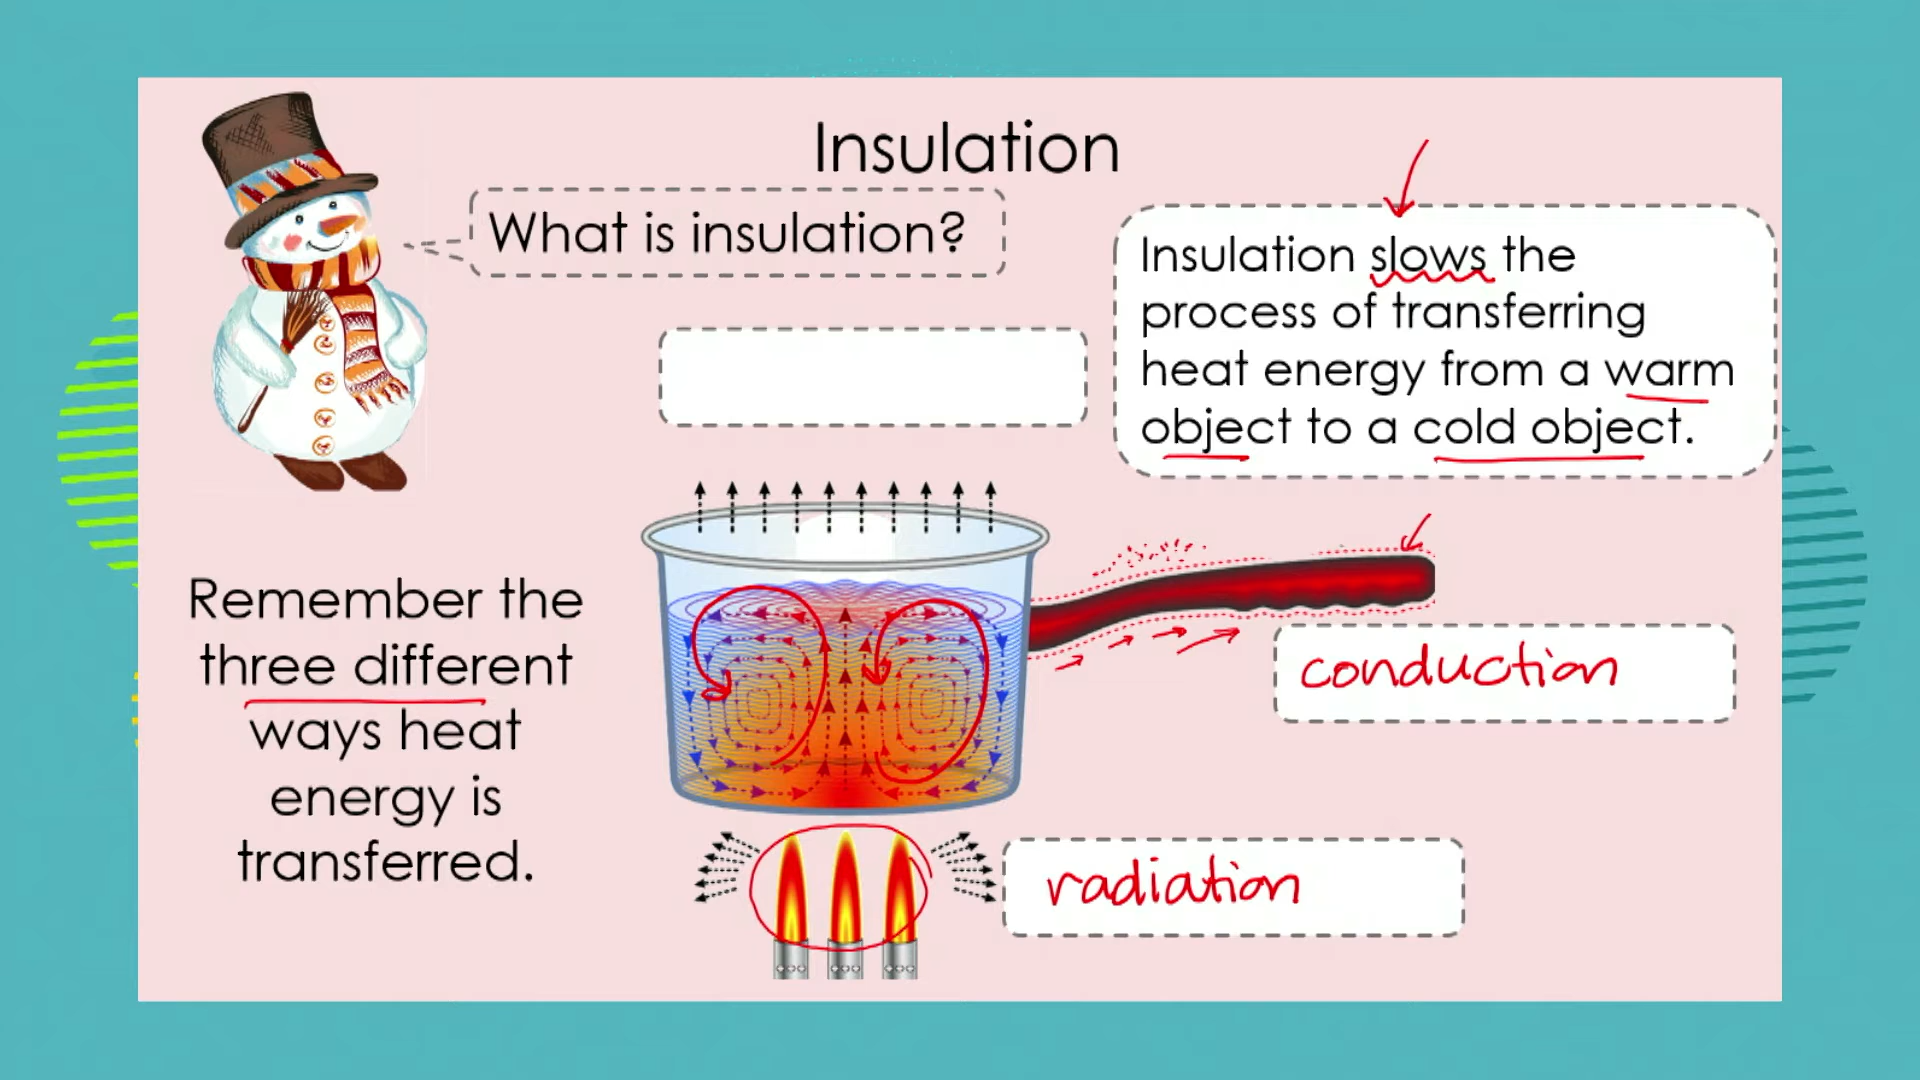 Insulation
What is insulation?
Insulation slows the
process of transferring
heat energy from a warm
object to a cold object.
Remember the
three different
ways heat
energy is
transferred.
conduction
radiation